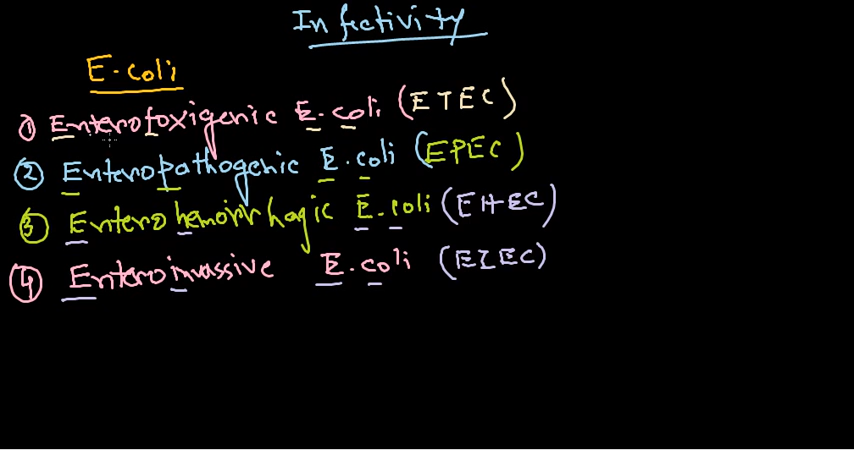 Infectivity
E-coli
① Enterotoxigenic E.coli (ETEC)
② Enteropathogenic E.coli (EPEC)
③ Enterohemorrhagic E.coli (EHEC)
④ Enteroinvassive E.coli (EIEC)